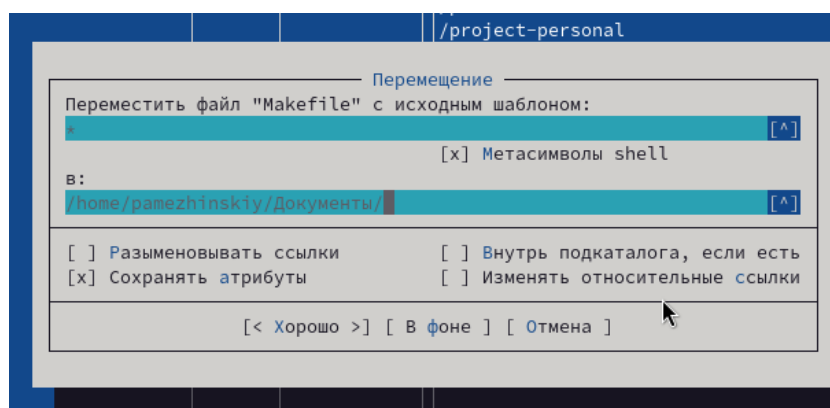 /project-personal
Перемещение
Переместить файл "Makefile" с исходным шаблоном:
* [^]
[x] Метасимволы shell
в:
/home/pamezhinskiy/Документы/ [^]
[ ] Разыменовывать ссылки [ ] Внутрь подкаталога, если есть
[x] Сохранять атрибуты [ ] Изменять относительные ссылки
[< Хорошо >] [ В фоне ] [ Отмена ]